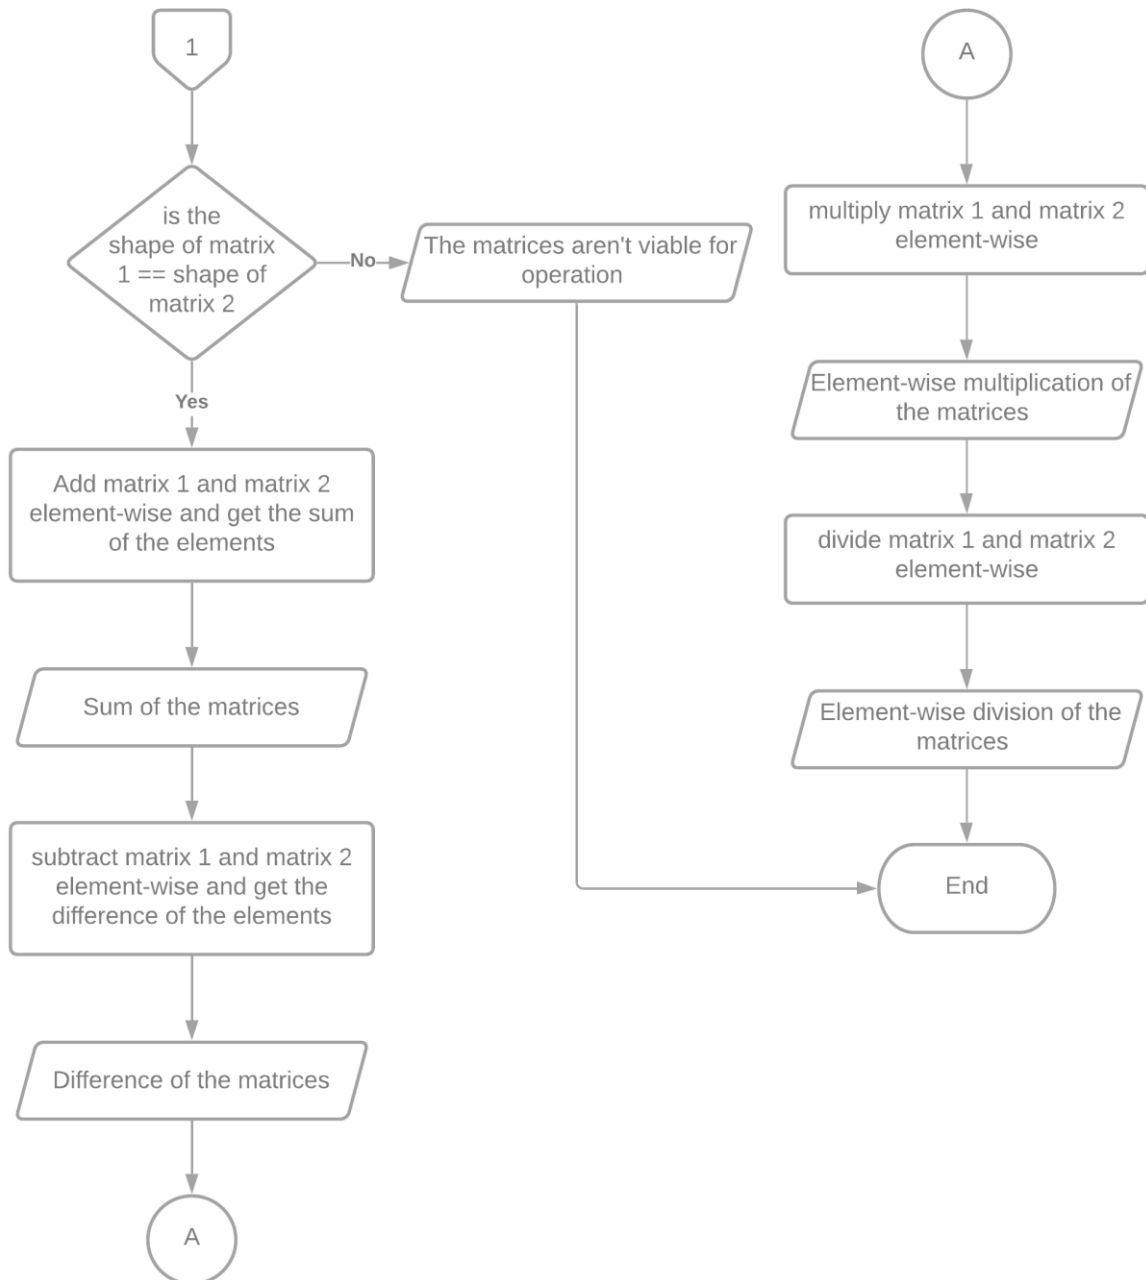 1
is the
shape of matrix
1 == shape of
matrix 2
No
The matrices aren't viable for
operation
Yes
Add matrix 1 and matrix 2
element-wise and get the sum
of the elements
Sum of the matrices
subtract matrix 1 and matrix 2
element-wise and get the
difference of the elements
Difference of the matrices
A
A
multiply matrix 1 and matrix 2
element-wise
Element-wise multiplication of
the matrices
divide matrix 1 and matrix 2
element-wise
Element-wise division of the
matrices
End